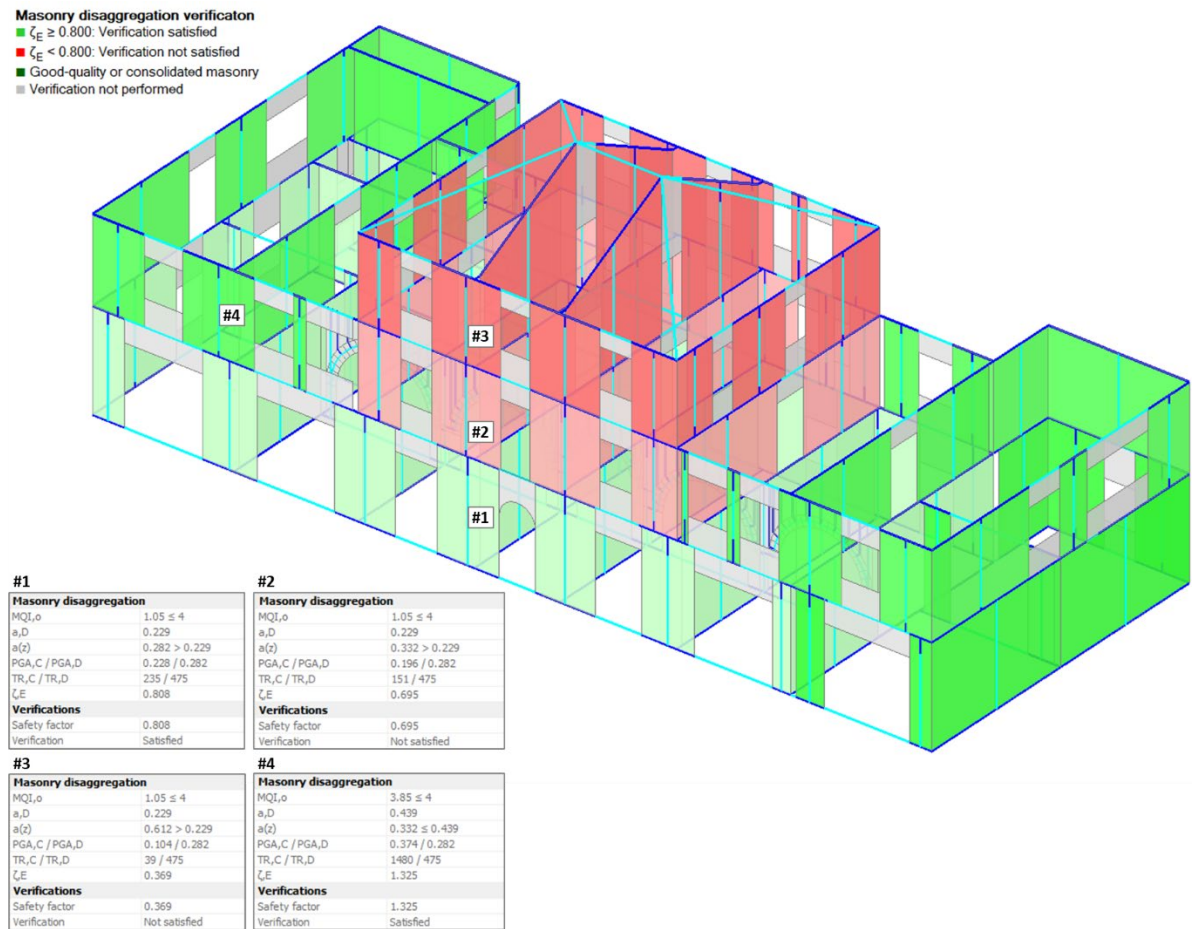 Masonry disaggregation verificaton
ζE ≥ 0.800: Verification satisfied
ζE < 0.800: Verification not satisfied
Good-quality or consolidated masonry
Verification not performed
#4
#3
#2
#1
#1
Masonry disaggregation
MQI,o 1.05 ≤ 4
a,D 0.229
a(z) 0.282 > 0.229
PGA,C / PGA,D 0.228 / 0.282
TR,C / TR,D 235 / 475
ζ,E 0.808
Verifications
Safety factor 0.808
Verification Satisfied
#2
Masonry disaggregation
MQI,o 1.05 ≤ 4
a,D 0.229
a(z) 0.332 > 0.229
PGA,C / PGA,D 0.196 / 0.282
TR,C / TR,D 151 / 475
ζ,E 0.695
Verifications
Safety factor 0.695
Verification Not satisfied
#3
Masonry disaggregation
MQI,o 1.05 ≤ 4
a,D 0.229
a(z) 0.612 > 0.229
PGA,C / PGA,D 0.104 / 0.282
TR,C / TR,D 39 / 475
ζ,E 0.369
Verifications
Safety factor 0.369
Verification Not satisfied
#4
Masonry disaggregation
MQI,o 3.85 ≤ 4
a,D 0.439
a(z) 0.332 ≤ 0.439
PGA,C / PGA,D 0.374 / 0.282
TR,C / TR,D 1480 / 475
ζ,E 1.325
Verifications
Safety factor 1.325
Verification Satisfied